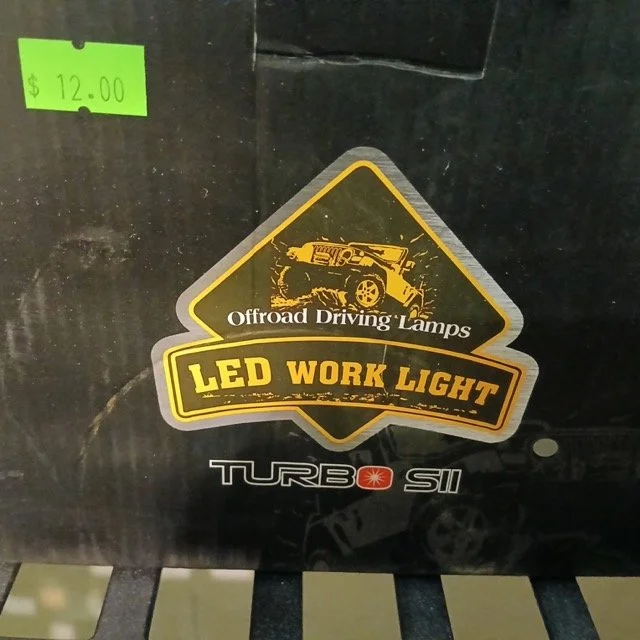 $ 12.00
Offroad Driving Lamps
LED WORK LIGHT
TURBO SII